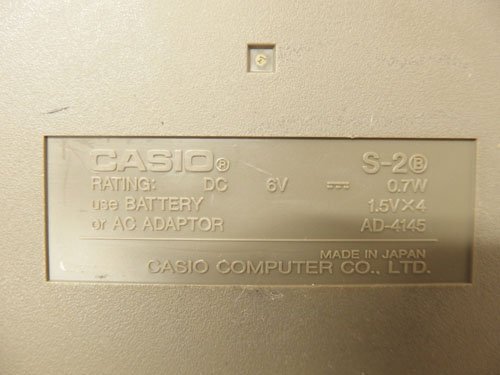 CASIO® S-2Ⓑ
RATING: DC 6V ⎓ 0.7W
use BATTERY 1.5V×4
or AC ADAPTOR AD-4145
MADE IN JAPAN
CASIO COMPUTER CO., LTD.